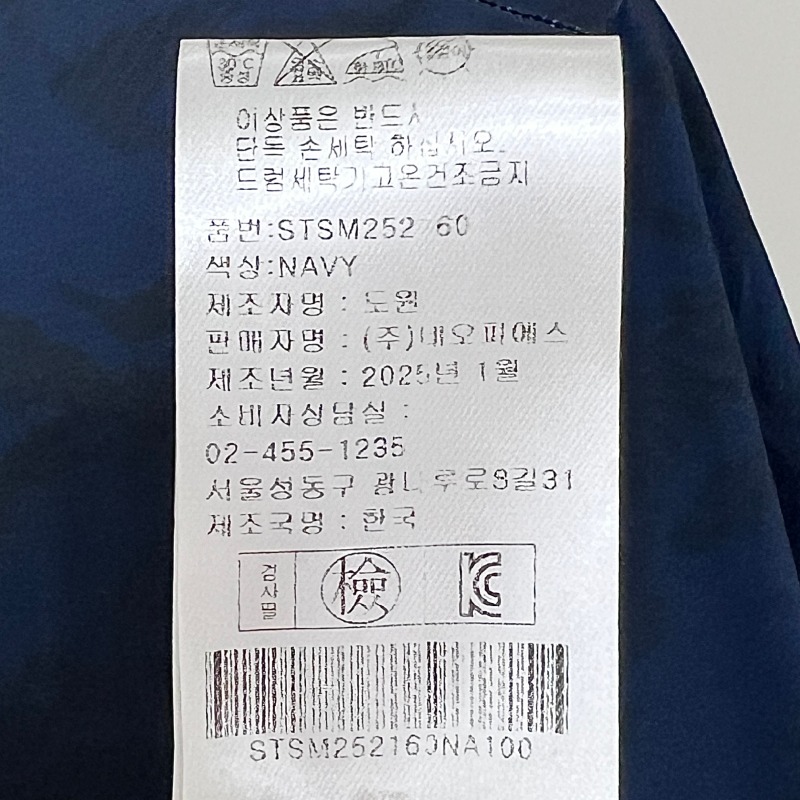 30℃
중성
이상품은
단독 손세탁 하십시오.
드럼세탁기고온건조금지
품번:STSM252 60
색상:NAVY
제조자명 : 도원
판매자명 : (주)네오피에스
제조년월 : 2025년 1월
소비자상담실 :
02-455-1235
서울성동구 광나루로8길31
제조국명 : 한국
검사필
檢
KC
STSM252160NA100